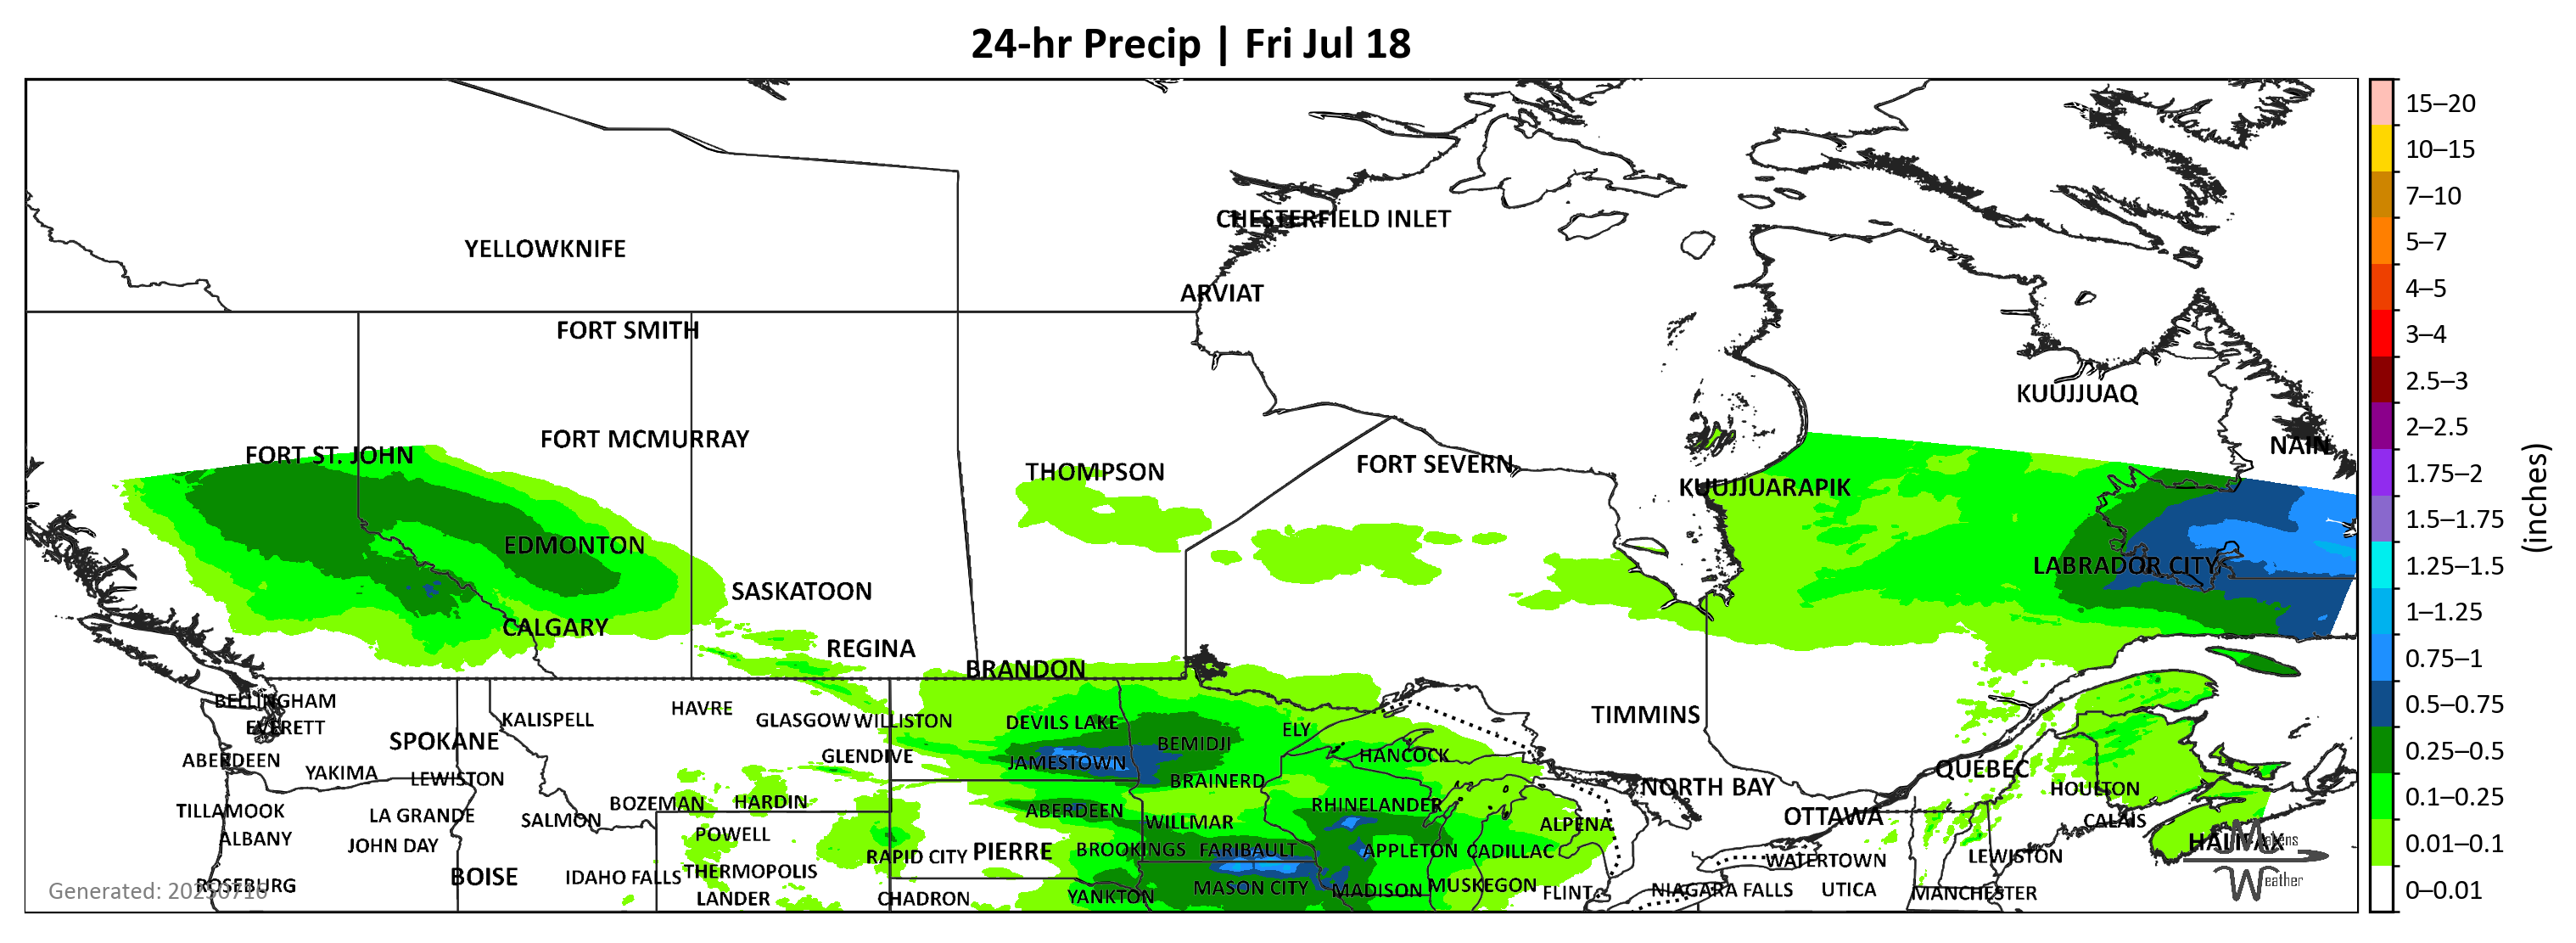 24-hr Precip | Fri Jul 18
CHESTERFIELD INLET
YELLOWKNIFE
ARVIAT
FORT SMITH
KUUJJUAQ
FORT MCMURRAY
NAIN
FORT ST. JOHN
THOMPSON
FORT SEVERN
KUUJJUARAPIK
EDMONTON
LABRADOR CITY
SASKATOON
CALGARY
REGINA
BRANDON
BELLINGHAM
HAVRE
KALISPELL
GLASGOW WILLISTON
DEVILS LAKE
TIMMINS
EVERETT
ELY
SPOKANE
BEMIDJI
ABERDEEN
GLENDIVE
JAMESTOWN
HANCOCK
YAKIMA
LEWISTON
BRAINERD
QUÉBEC
NORTH BAY
HOULTON
BOZEMAN
HARDIN
RHINELANDER
TILLAMOOK
LA GRANDE
SALMON
ABERDEEN
WILLMAR
ALPENA
OTTAWA
CALAIS
ALBANY
JOHN DAY
POWELL
HALIFAX
RAPID CITY
PIERRE
BROOKINGS
FARIBAULT
APPLETON
CADILLAC
WATERTOWN
LEWISTON
BOISE
IDAHO FALLS
THERMOPOLIS
ROSEBURG
MASON CITY
MADISON
MUSKEGON
FLINT
NIAGARA FALLS
UTICA
MANCHESTER
LANDER
CHADRON
YANKTON
Generated: 20250716
Weather
15–20
10–15
7–10
5–7
4–5
3–4
2.5–3
2–2.5
1.75–2
1.5–1.75
1.25–1.5
1–1.25
0.75–1
0.5–0.75
0.25–0.5
0.1–0.25
0.01–0.1
0–0.01
(inches)